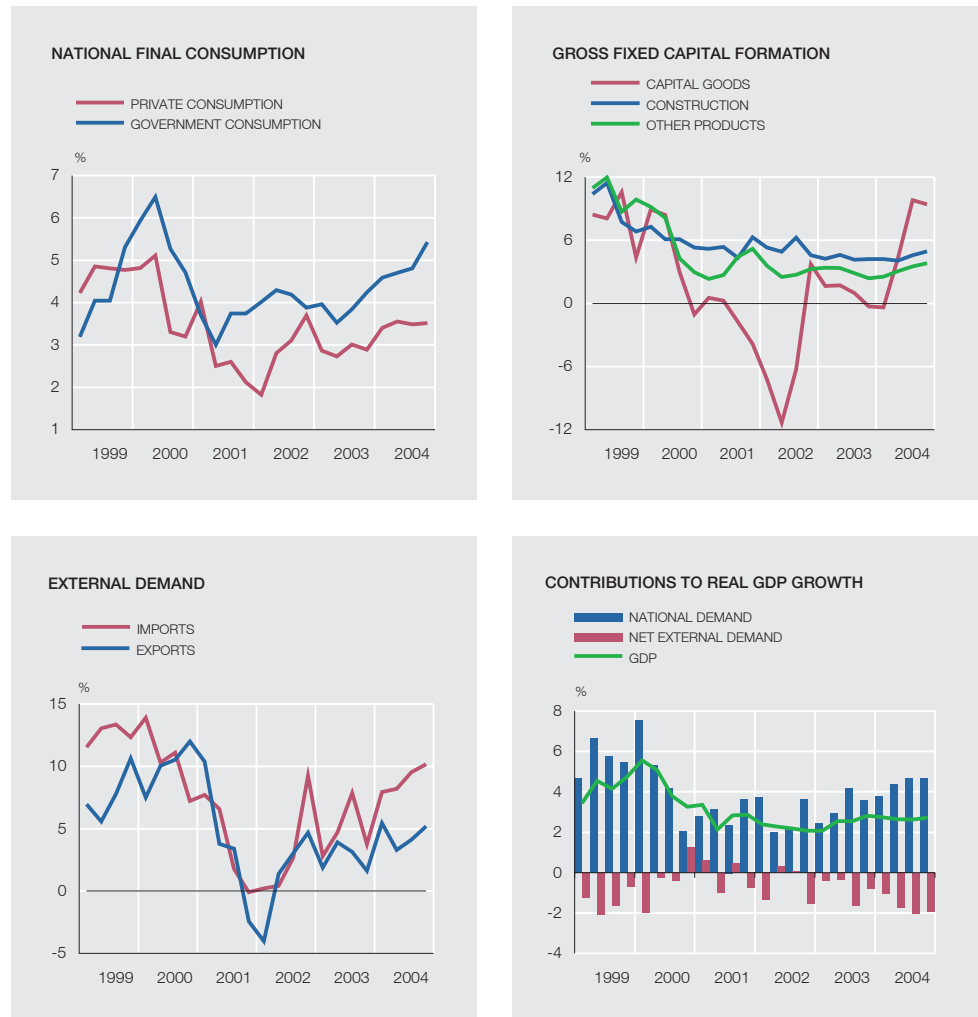 NATIONAL FINAL CONSUMPTION
PRIVATE CONSUMPTION
GOVERNMENT CONSUMPTION
%
7
6
5
4
3
2
1
1999 2000 2001 2002 2003 2004
GROSS FIXED CAPITAL FORMATION
CAPITAL GOODS
CONSTRUCTION
OTHER PRODUCTS
%
12
6
0
-6
-12
1999 2000 2001 2002 2003 2004
EXTERNAL DEMAND
IMPORTS
EXPORTS
%
15
10
5
0
-5
1999 2000 2001 2002 2003 2004
CONTRIBUTIONS TO REAL GDP GROWTH
NATIONAL DEMAND
NET EXTERNAL DEMAND
GDP
%
8
6
4
2
0
-2
-4
1999 2000 2001 2002 2003 2004